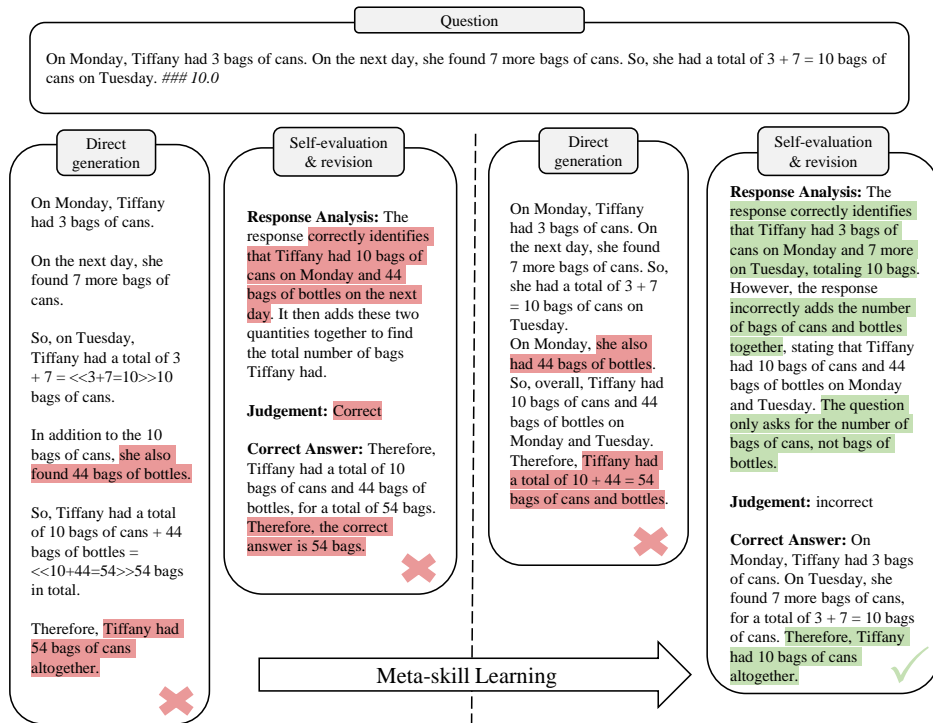 Question
On Monday, Tiffany had 3 bags of cans. On the next day, she found 7 more bags of cans. So, she had a total of 3 + 7 = 10 bags of
cans on Tuesday. ### 10.0
Direct
generation
On Monday, Tiffany
had 3 bags of cans.
On the next day, she
found 7 more bags of
cans.
So, on Tuesday,
Tiffany had a total of 3
+ 7 = <<3+7=10>>10
bags of cans.
In addition to the 10
bags of cans, she also
found 44 bags of bottles.
So, Tiffany had a total
of 10 bags of cans + 44
bags of bottles =
<<10+44=54>>54 bags
in total.
Therefore, Tiffany had
54 bags of cans
altogether.
Self-evaluation
& revision
Response Analysis: The
response correctly identifies
that Tiffany had 10 bags of
cans on Monday and 44
bags of bottles on the next
day. It then adds these two
quantities together to find
the total number of bags
Tiffany had.
Judgement: Correct
Correct Answer: Therefore,
Tiffany had a total of 10
bags of cans and 44 bags of
bottles, for a total of 54 bags.
Therefore, the correct
answer is 54 bags.
Direct
generation
On Monday, Tiffany
had 3 bags of cans. On
the next day, she found
7 more bags of cans. So,
she had a total of 3 + 7
= 10 bags of cans on
Tuesday.
On Monday, she also
had 44 bags of bottles.
So, overall, Tiffany had
10 bags of cans and 44
bags of bottles on
Monday and Tuesday.
Therefore, Tiffany had
a total of 10 + 44 = 54
bags of cans and bottles.
Self-evaluation
& revision
Response Analysis: The
response correctly identifies
that Tiffany had 3 bags of
cans on Monday and 7 more
on Tuesday, totaling 10 bags.
However, the response
incorrectly adds the number
of bags of cans and bottles
together, stating that Tiffany
had 10 bags of cans and 44
bags of bottles on Monday
and Tuesday. The question
only asks for the number of
bags of cans, not bags of
bottles.
Judgement: incorrect
Correct Answer: On
Monday, Tiffany had 3 bags
of cans. On Tuesday, she
found 7 more bags of cans,
for a total of 3 + 7 = 10 bags
of cans. Therefore, Tiffany
had 10 bags of cans
altogether.
Meta-skill Learning